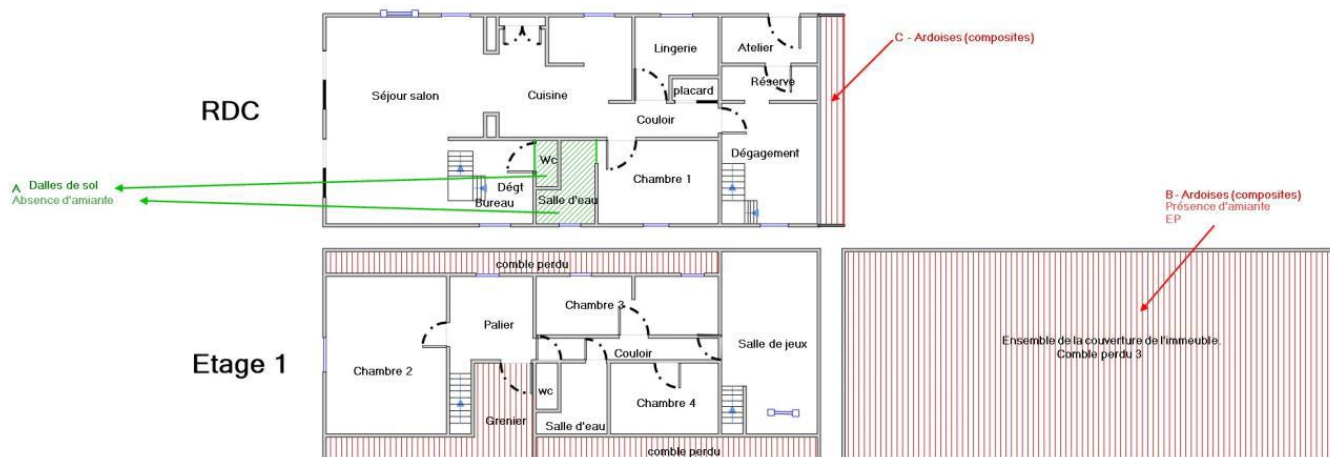 Lingerie
Atelier
C - Ardoises (composites)
RDC
Séjour salon
Cuisine
placard
Réserve
Couloir
Wc
Dégagement
A Dalles de sol
Absence d'amiante
Dégt
Bureau
Salle d'eau
Chambre 1
B - Ardoises (composites)
Présence d'amiante
EP
comble perdu
Chambre 3
Palier
Salle de jeux
Couloir
Ensemble de la couverture de l'immeuble.
Comble perdu 3
Etage 1
Chambre 2
wc
Chambre 4
Grenier
Salle d'eau
comble perdu